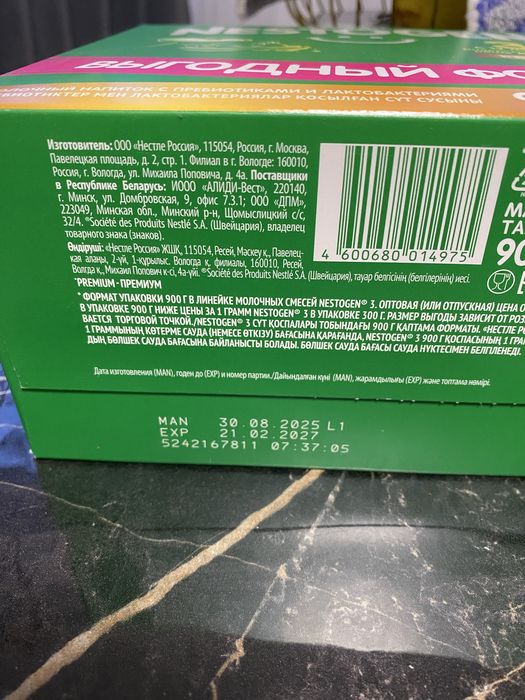 ВЫГОДНЫЙ
НАПИТОК С ПРЕБИОТИКАМИ И ЛАКТОБАКТЕРИЯМИ
МЕН ЛАКТОБАКТЕРИЯЛАР ҚОСЫЛҒАН СҮТ СУСЫНЫ
Изготовитель: ООО «Нестле Россия», 115054, Россия, г. Москва,
Павелецкая площадь, д. 2, стр. 1. Филиал в г. Вологде: 160010,
Россия, г. Вологда, ул. Михаила Поповича, д. 4а. Поставщики
в Республике Беларусь: ИООО «АЛИДИ-Вест», 220140,
г. Минск, ул. Домбровская, 9, офис 7.3.1; ООО «ДПМ»,
223049, Минская обл., Минский р-н, Щомыслицкий с/с,
32/4. ®Société des Produits Nestlé S.A. (Швейцария), владелец
товарного знака (знаков).
Өндіруші: «Нестле Россия» ЖШК, 115054, Ресей, Мәскеу қ., Павелец-
кая алаңы, 2-үй, 1-құрылыс. Вологда қ. филиалы, 160010, Ресей,
Вологда қ., Михаил Попович к-сі, 4а-үйі. ®Société des Produits Nestlé S.A. (Швейцария), тауар белгісінің (белгілерінің) иесі.
4 600680 014975
90
*PREMIUM - ПРЕМИУМ
* ФОРМАТ УПАКОВКИ 900 Г В ЛИНЕЙКЕ МОЛОЧНЫХ СМЕСЕЙ NESTOGEN® 3. ОПТОВАЯ (ИЛИ ОТПУСКНАЯ) ЦЕНА
В УПАКОВКЕ 900 Г НИЖЕ ЦЕНЫ ЗА 1 ГРАММ NESTOGEN® 3 В УПАКОВКЕ 300 Г. РАЗМЕР ВЫГОДЫ ЗАВИСИТ ОТ
ВАЕТСЯ ТОРГОВОЙ ТОЧКОЙ./NESTOGEN® 3 СҮТ ҚОСПАЛАРЫ ТОБЫНДАҒЫ 900 Г ҚАПТАМА ФОРМАТЫ.
1 ГРАММЫНЫҢ КӨТЕРМЕ САУДА (НЕМЕСЕ ӨТКІЗУ) БАҒАСЫНА ҚАРАҒАНДА, NESTOGEN® 3 900 Г ҚОСПАСЫНЫҢ 1
ДЫҢ БӨЛШЕК САУДА БАҒАСЫНА БАЙЛАНЫСТЫ БОЛАДЫ. БӨЛШЕК САУДА БАҒАСЫ САУДА НҮКТЕСІМЕН БЕЛГІЛЕНЕДІ.
Дата изготовления (MAN), годен до (EXP) и номер партии./Дайындалған күні (MAN), жарамдылығы (EXP) және топтама нөмірі.
MAN 30.08.2025 L1
EXP 21.02.2027
5242167811 07:37:05